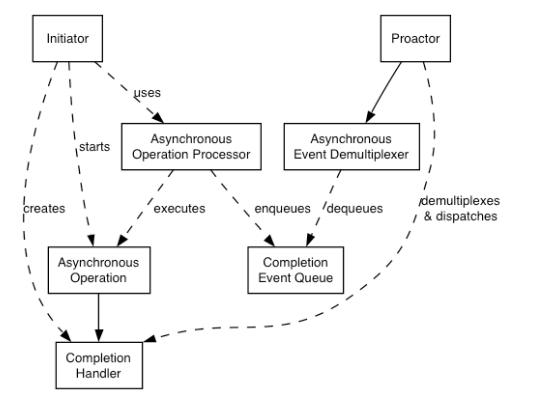 Initiator
Proactor
uses
Asynchronous
Operation Processor
Asynchronous
Event Demultiplexer
starts
creates
executes
enqueues
dequeues
demultiplexes
& dispatches
Asynchronous
Operation
Completion
Event Queue
Completion
Handler